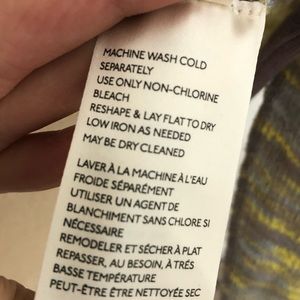 MACHINE WASH COLD
SEPARATELY
USE ONLY NON-CHLORINE
BLEACH
RESHAPE & LAY FLAT TO DRY
LOW IRON AS NEEDED
MAY BE DRY CLEANED
LAVER À LA MACHINE À L'EAU
FROIDE SÉPARÉMENT
UTILISER UN AGENT DE
BLANCHIMENT SANS CHLORE SI
NÉCESSAIRE
REMODELER ET SÉCHER À PLAT
REPASSER, AU BESOIN, À TRÉS
BASSE TEMPÉRATURE
PEUT-ÊTRE ÊTRE NETTOYÉE SEC